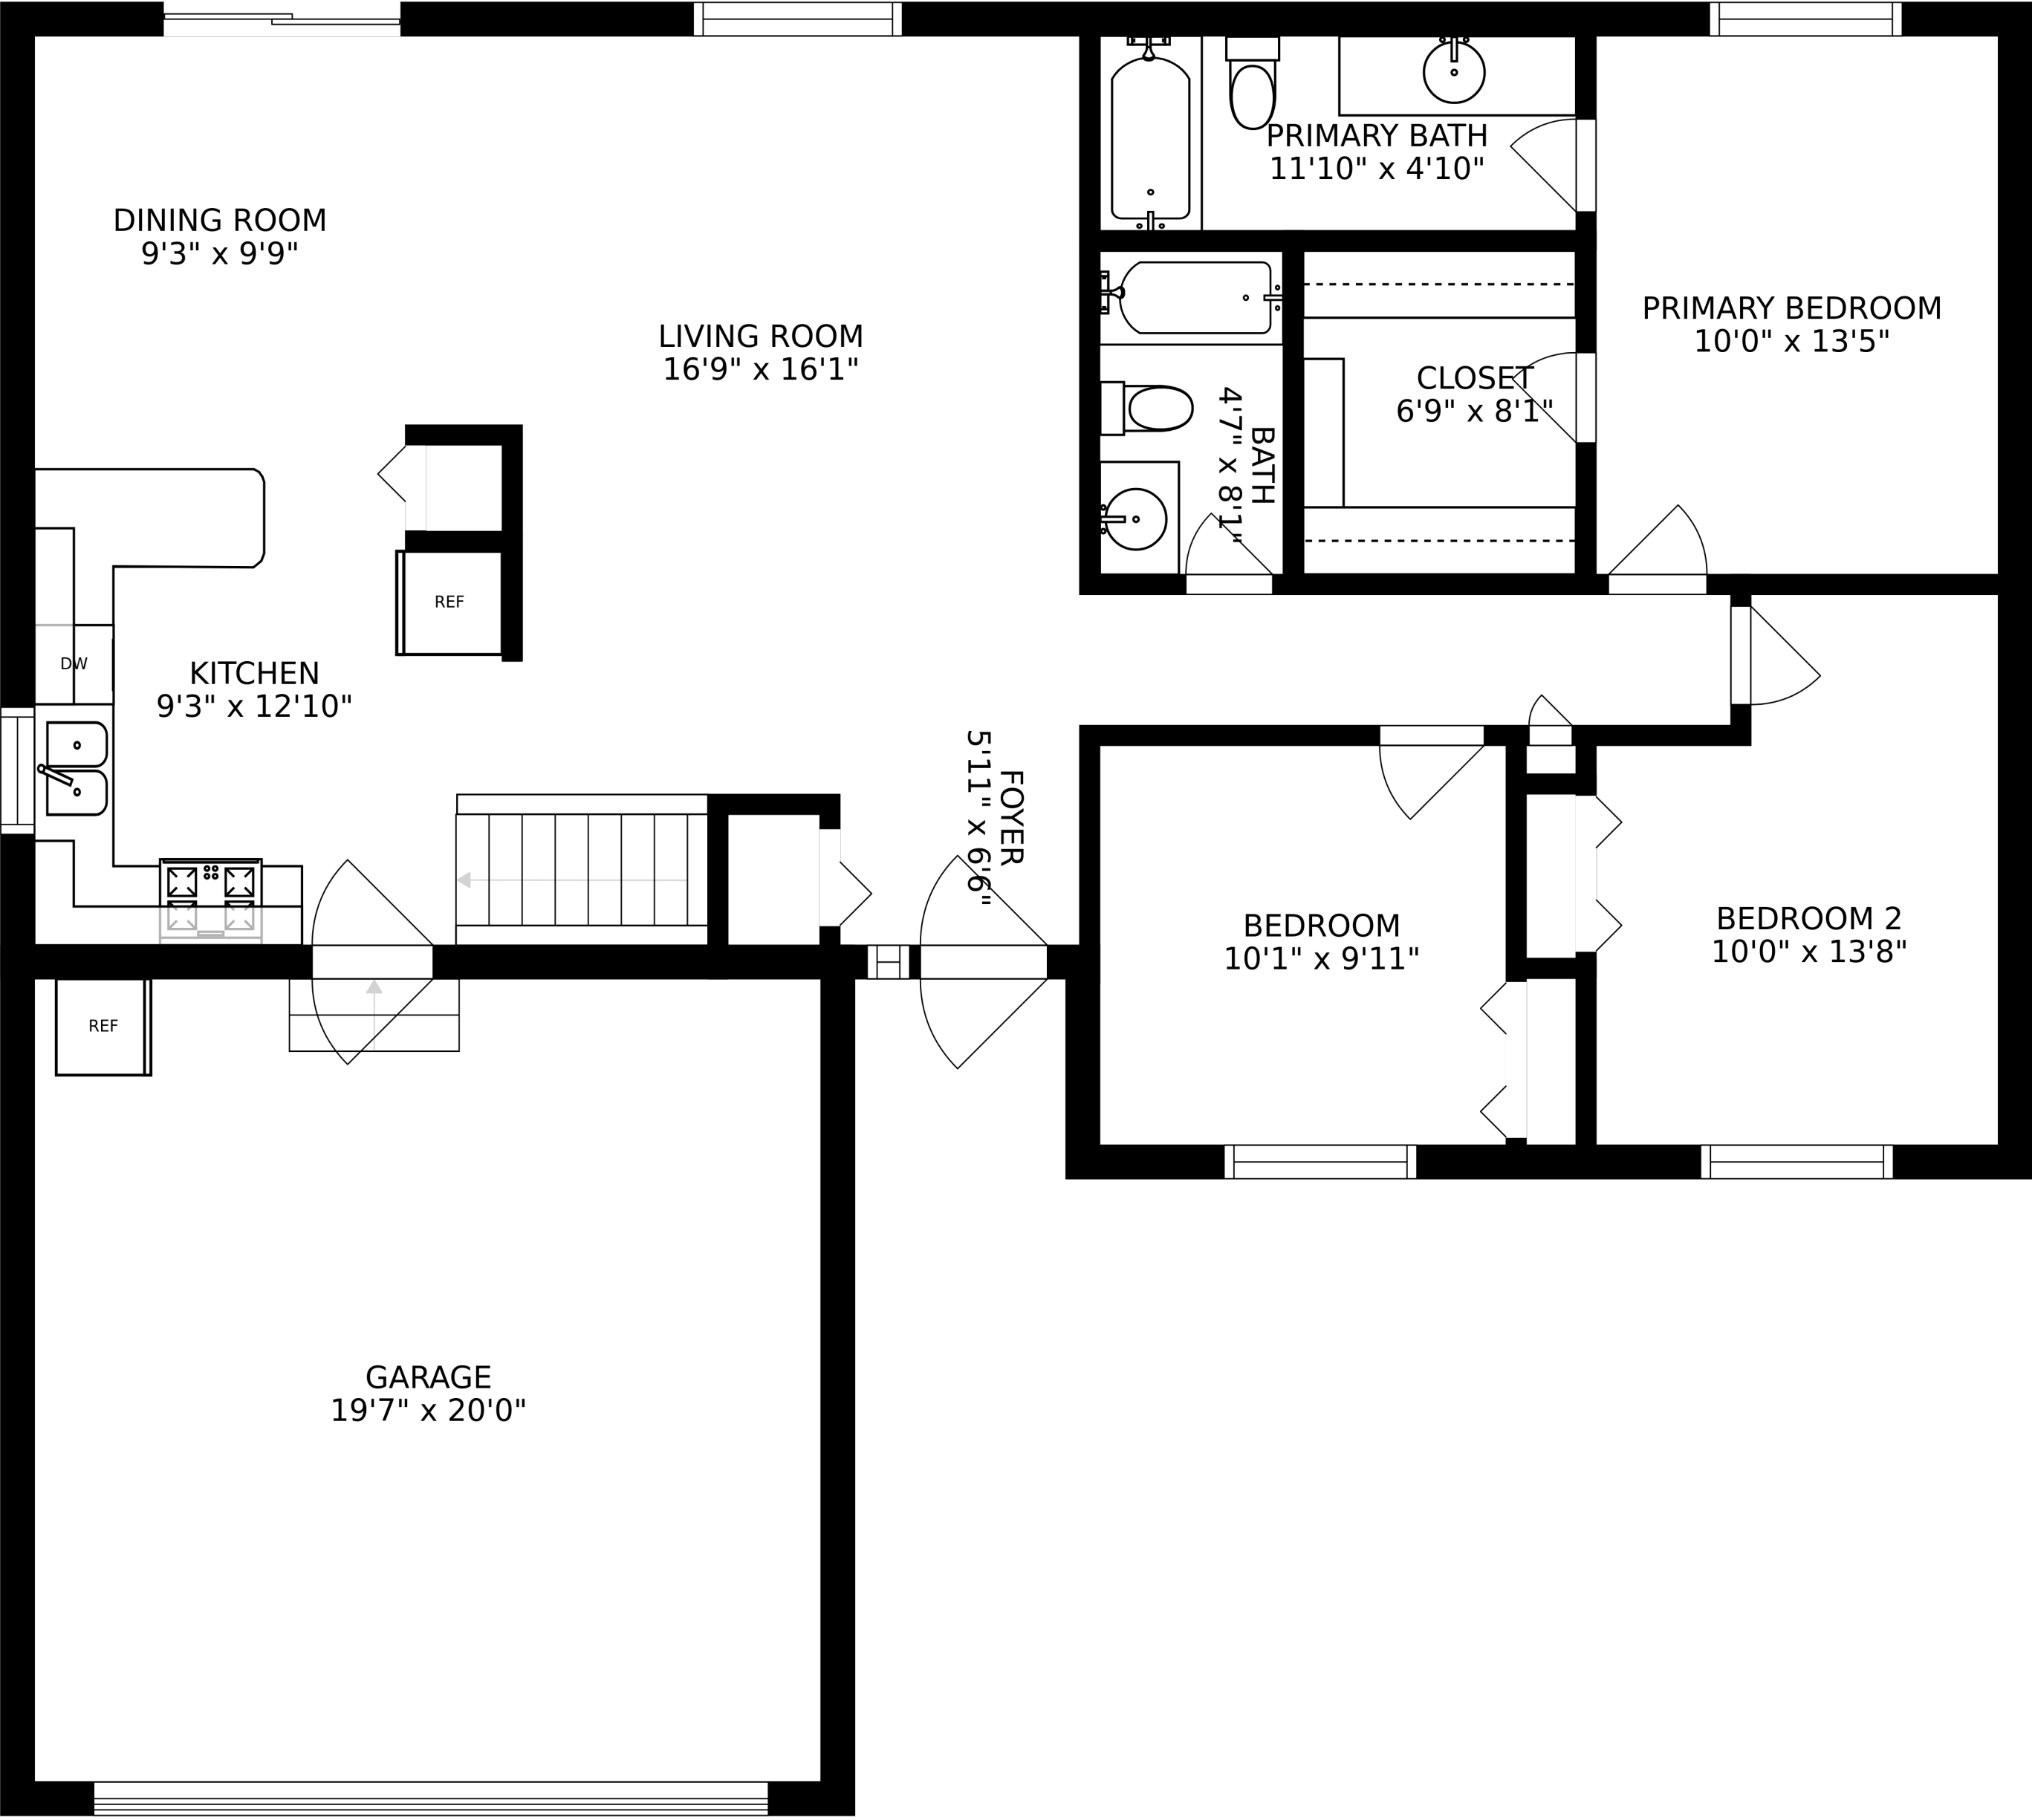 PRIMARY BATH
11'10" x 4'10"
DINING ROOM
9'3" x 9'9"
PRIMARY BEDROOM
10'0" x 13'5"
LIVING ROOM
16'9" x 16'1"
CLOSET
6'9" x 8'1"
BATH
4'7" x 8'1"
REF
DW
KITCHEN
9'3" x 12'10"
FOYER
5'11" x 6'6"
BEDROOM
10'1" x 9'11"
BEDROOM 2
10'0" x 13'8"
REF
GARAGE
19'7" x 20'0"